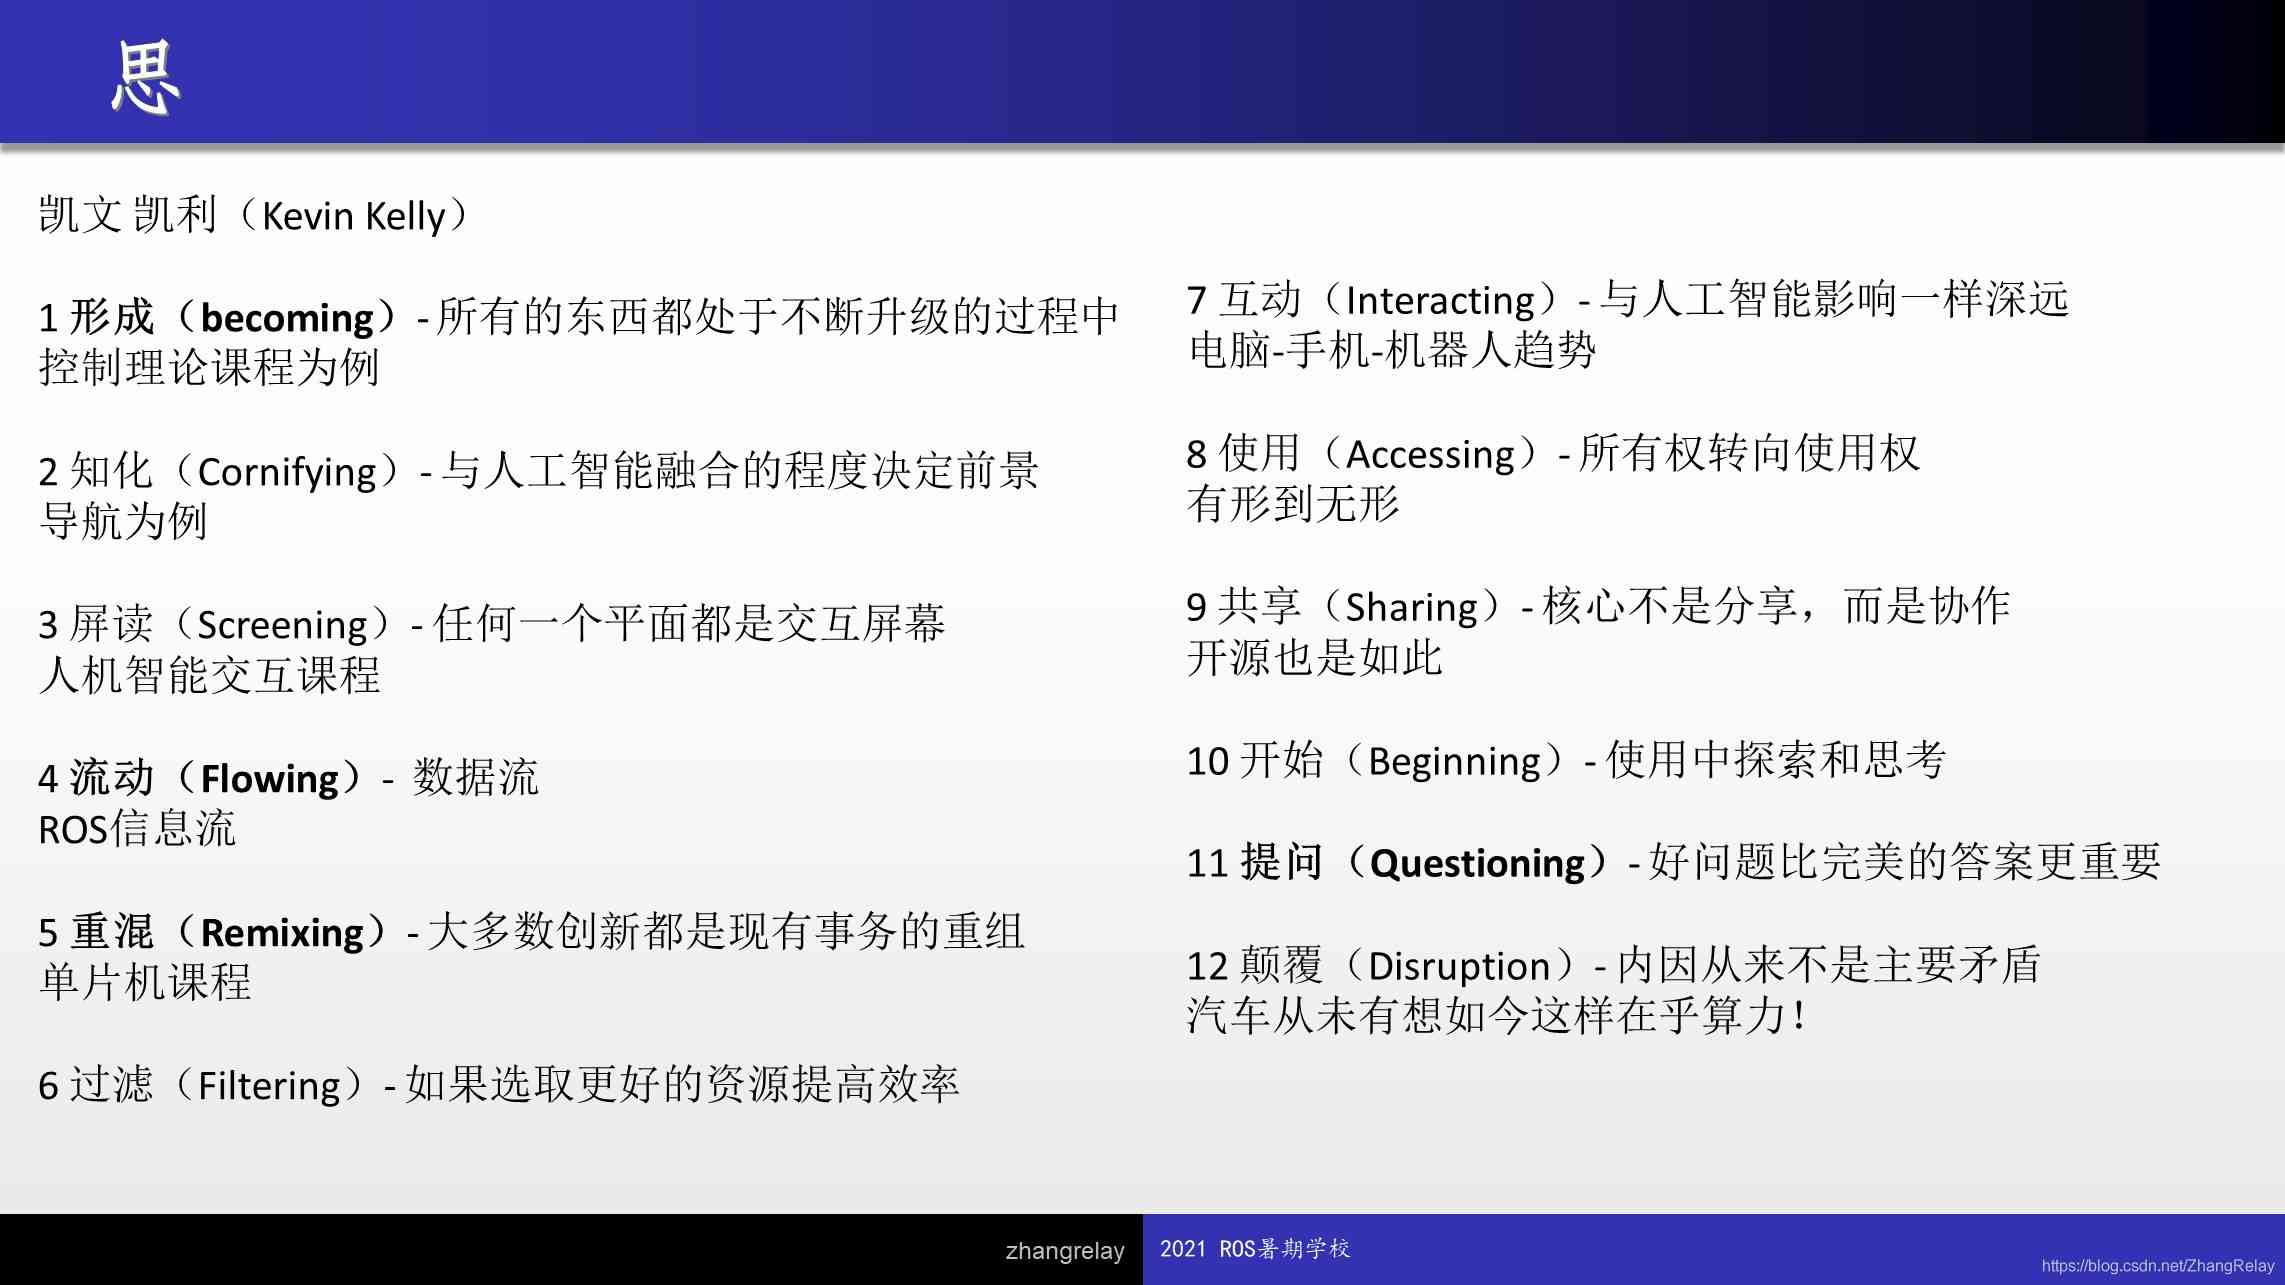 思
凯文 凯利（Kevin Kelly）
1 形成（becoming）- 所有的东西都处于不断升级的过程中
控制理论课程为例
2 知化（Cornifying）- 与人工智能融合的程度决定前景
导航为例
3 屏读（Screening）- 任何一个平面都是交互屏幕
人机智能交互课程
4 流动（Flowing）- 数据流
ROS信息流
5 重混（Remixing）- 大多数创新都是现有事务的重组
单片机课程
6 过滤（Filtering）- 如果选取更好的资源提高效率
7 互动（Interacting）- 与人工智能影响一样深远
电脑-手机-机器人趋势
8 使用（Accessing）- 所有权转向使用权
有形到无形
9 共享（Sharing）- 核心不是分享，而是协作
开源也是如此
10 开始（Beginning）- 使用中探索和思考
11 提问（Questioning）- 好问题比完美的答案更重要
12 颠覆（Disruption）- 内因从来不是主要矛盾
汽车从未有想如今这样在乎算力！
zhangrelay
2021 ROS暑期学校
https://blog.csdn.net/ZhangRelay